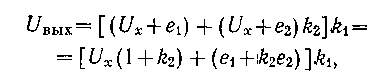 U_вых = [(U_x + e_1) + (U_x + e_2) k_2] k_1 =
= [U_x (1 + k_2) + (e_1 + k_2 e_2)] k_1,